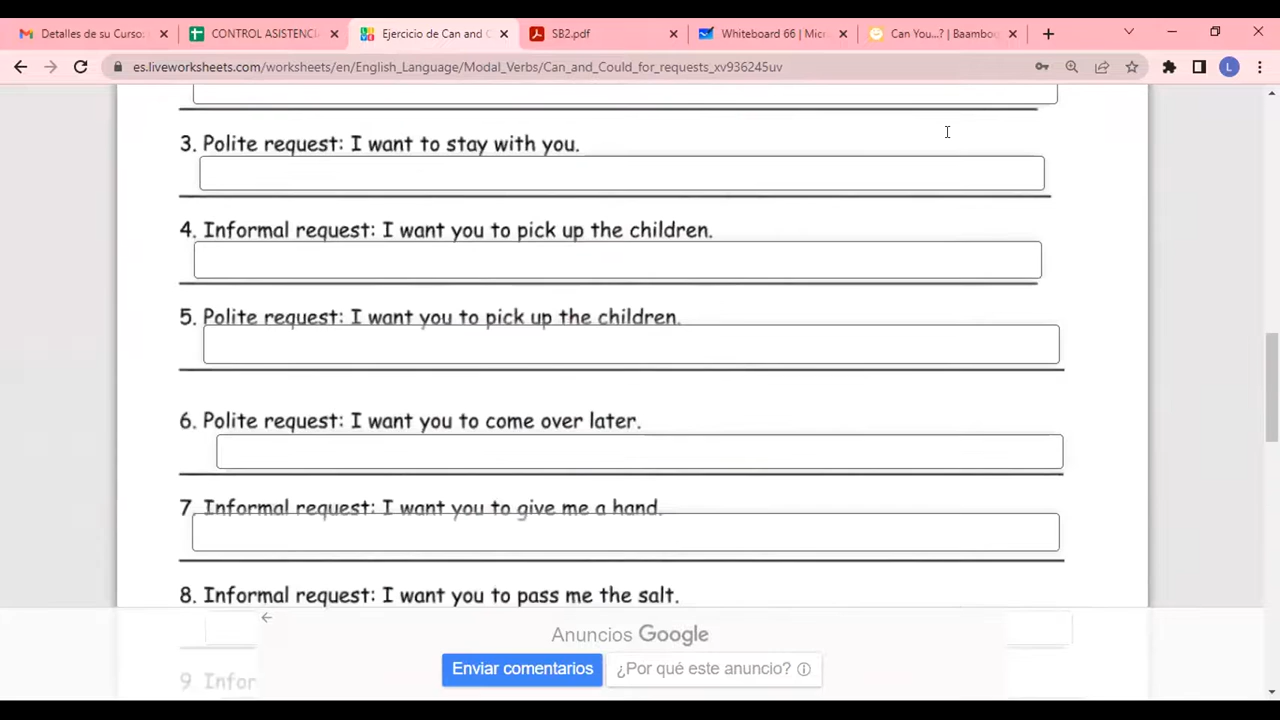 Detalles de su Curso:
CONTROL ASISTENCI
Ejercicio de Can and C
SB2.pdf
Whiteboard 66 | Micr
Can You...? | Baambo
es.liveworksheets.com/worksheets/en/English_Language/Modal_Verbs/Can_and_Could_for_requests_xv936245uv
L
3. Polite request: I want to stay with you.
4. Informal request: I want you to pick up the children.
5. Polite request: I want you to pick up the children.
6. Polite request: I want you to come over later.
7. Informal request: I want you to give me a hand.
8. Informal request: I want you to pass me the salt.
Anuncios Google
Enviar comentarios
¿Por qué este anuncio?
9 Infor